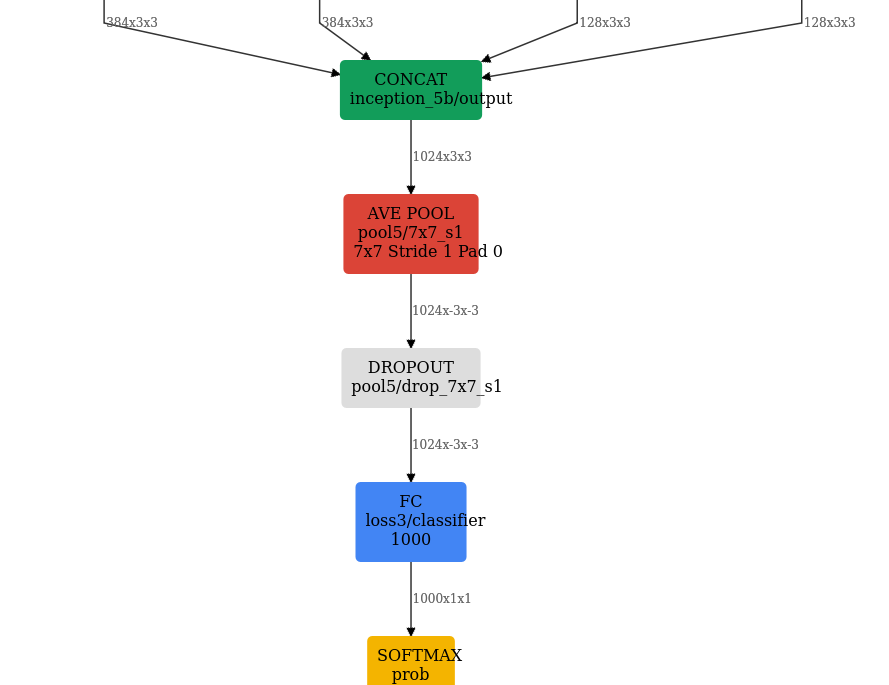 384x3x3
384x3x3
128x3x3
128x3x3
CONCAT
inception_5b/output
1024x3x3
AVE POOL
pool5/7x7_s1
7x7 Stride 1 Pad 0
1024x-3x-3
DROPOUT
pool5/drop_7x7_s1
1024x-3x-3
FC
loss3/classifier
1000
1000x1x1
SOFTMAX
prob